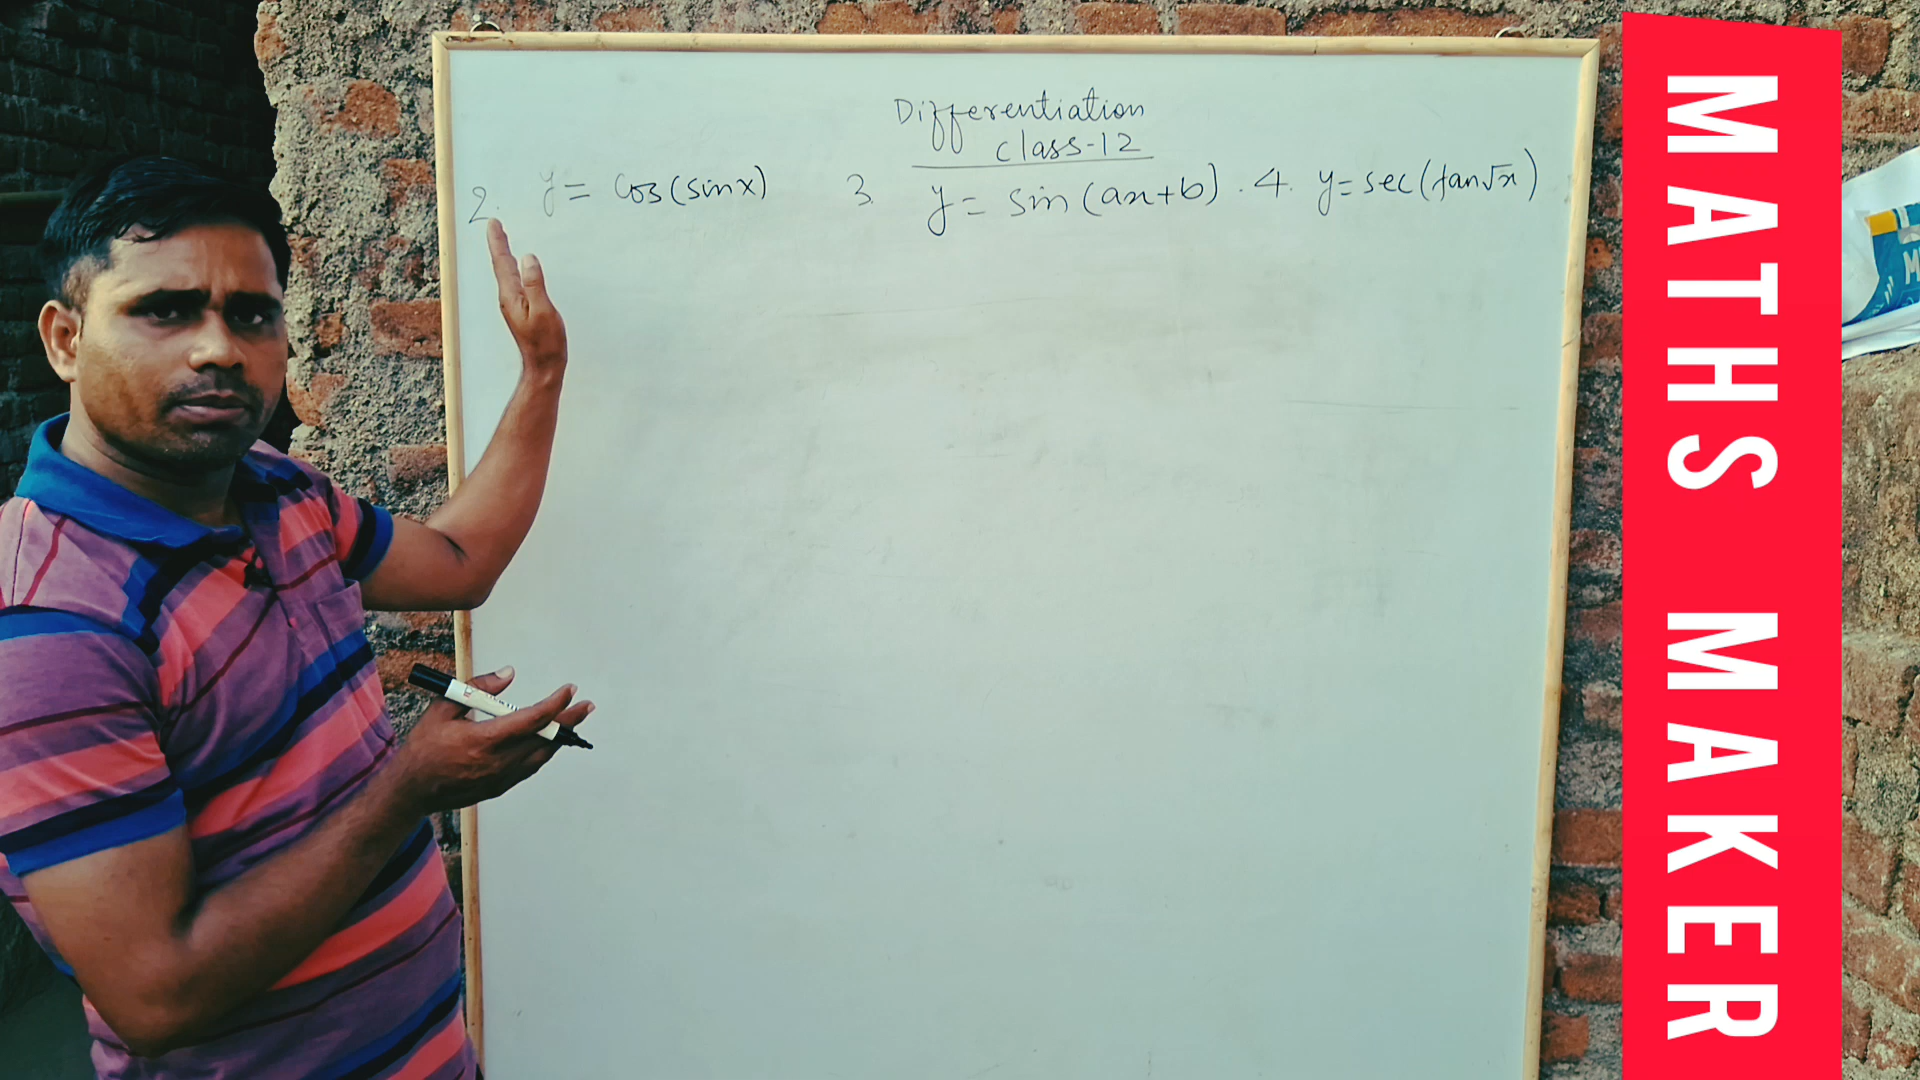 Differentiation
class-12
2. y = cos(sinx) 3. y = sin(ax+b). 4. y=sec(tan√x)
MATHS MAKER